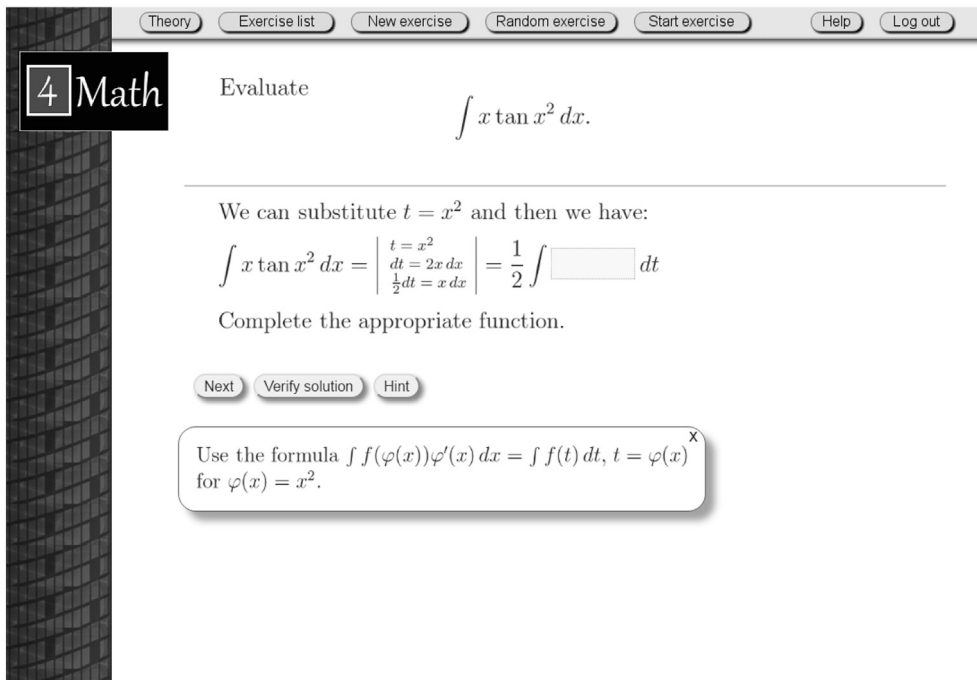 Theory Exercise list New exercise Random exercise Start exercise Help Log out
4 Math
Evaluate
∫ x tan x² dx.
We can substitute t = x² and then we have:
∫ x tan x² dx = | t = x² dt = 2x dx ½dt = x dx | = 1/2 ∫ dt
Complete the appropriate function.
Next Verify solution Hint
X
Use the formula ∫ f(φ(x))φ′(x) dx = ∫ f(t) dt, t = φ(x)
for φ(x) = x².